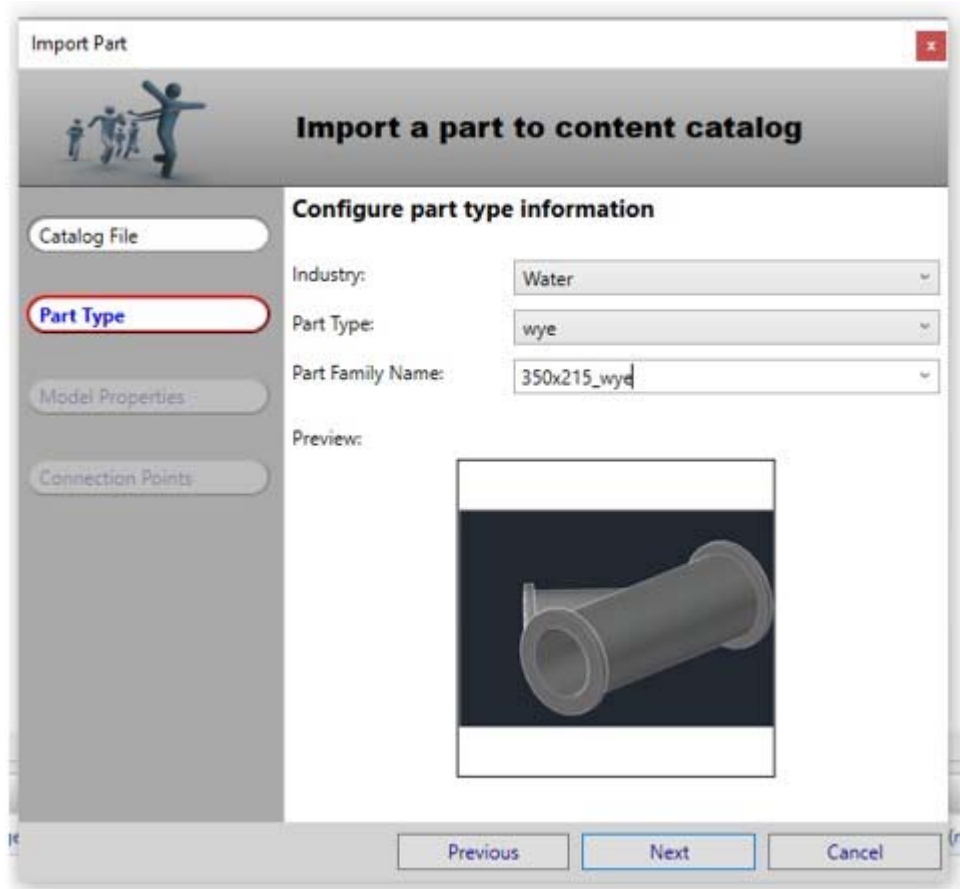 Import Part
x
Import a part to content catalog
Configure part type information
Catalog File
Industry:
Water
Part Type
Part Type:
wye
Part Family Name:
350x215_wye
Model Properties
Preview:
Connection Points
Previous
Next
Cancel